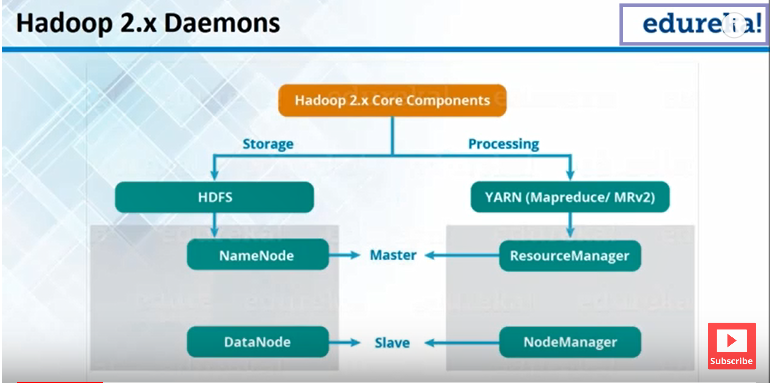 Hadoop 2.x Daemons
edureka!
Hadoop 2.x Core Components
Storage
Processing
HDFS
YARN (Mapreduce/ MRv2)
NameNode
Master
ResourceManager
DataNode
Slave
NodeManager
Subscribe